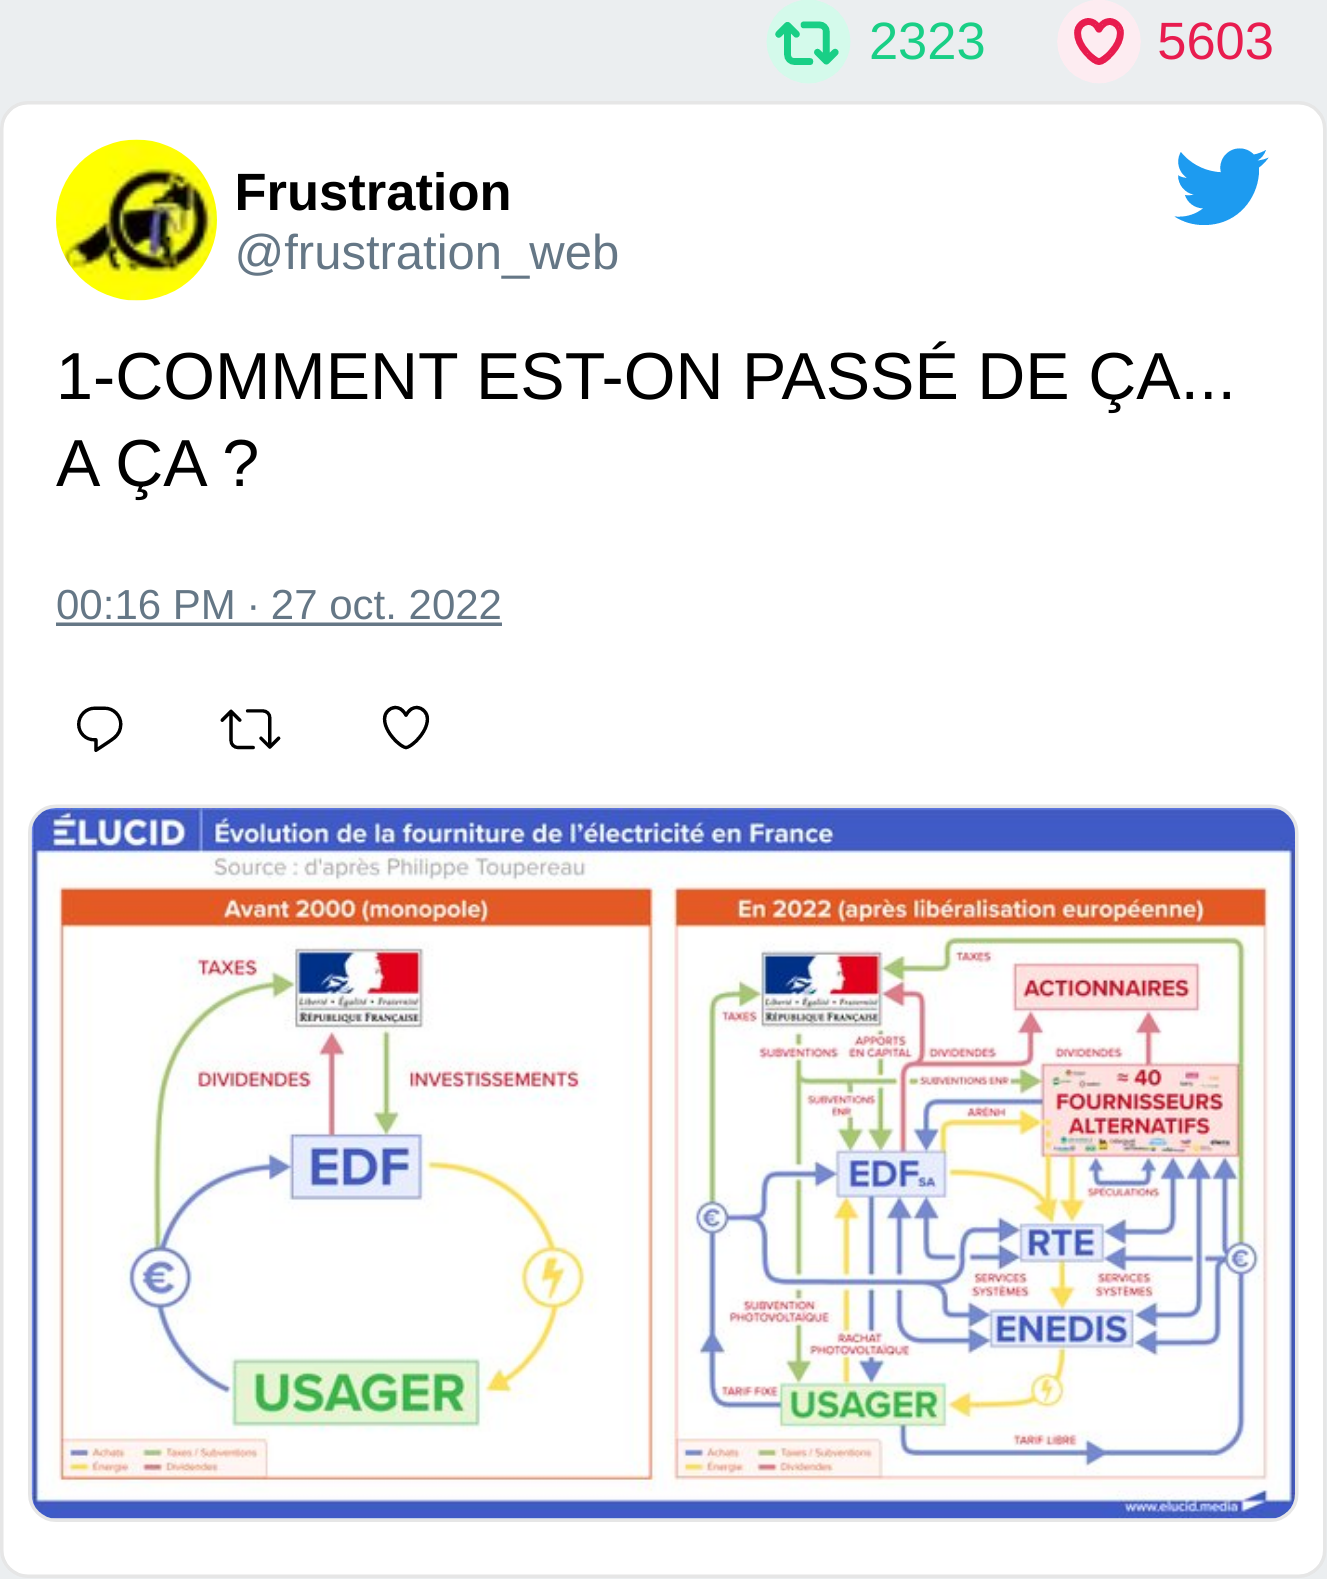 2323 5603
Frustration
@frustration_web
1-COMMENT EST-ON PASSÉ DE ÇA...
A ÇA ?
00:16 PM · 27 oct. 2022
ÉLUCID Évolution de la fourniture de l'électricité en France
Source : d'après Philippe Toupereau
Avant 2000 (monopole)
TAXES
Liberté • Égalité • Fraternité
RÉPUBLIQUE FRANÇAISE
DIVIDENDES
INVESTISSEMENTS
EDF
€
USAGER
Achats
Taxes / Subventions
Énergie
Dividendes
En 2022 (après libéralisation européenne)
TAXES
Liberté • Égalité • Fraternité
RÉPUBLIQUE FRANÇAISE
TAXES
ACTIONNAIRES
SUBVENTIONS
APPORTS
EN CAPITAL
DIVIDENDES
DIVIDENDES
SUBVENTIONS ENR
SUBVENTIONS
ENR
ARENH
≈ 40
FOURNISSEURS
ALTERNATIFS
EDF SA
SPÉCULATIONS
€
RTE
€
SERVICES
SYSTÈMES
SERVICES
SYSTÈMES
SUBVENTION
PHOTOVOLTAÏQUE
ENEDIS
RACHAT
PHOTOVOLTAÏQUE
TARIF FIXE
USAGER
TARIF LIBRE
Achats
Taxes / Subventions
Énergie
Dividendes
www.elucid.media